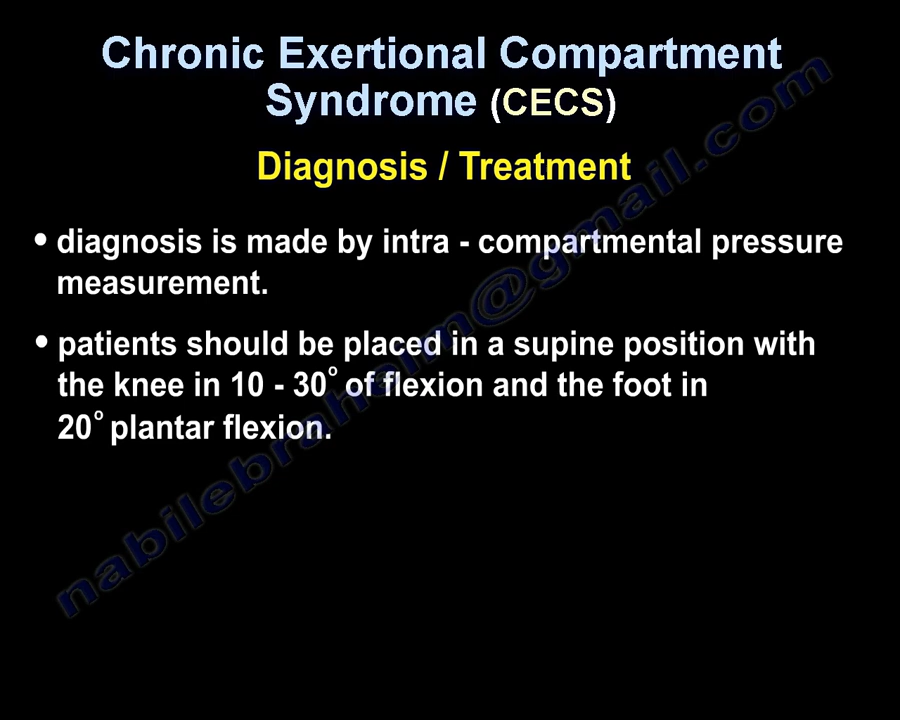 Chronic Exertional Compartment
Syndrome (CECS)
Diagnosis / Treatment
• diagnosis is made by intra - compartmental pressure
measurement.
• patients should be placed in a supine position with
the knee in 10 - 30° of flexion and the foot in
20° plantar flexion.
nabilebraheim@gmail.com